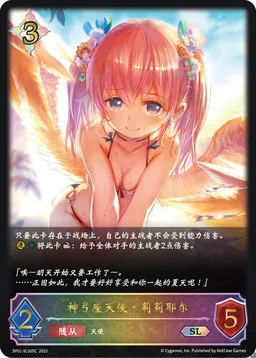 3
只要此卡存在于战场上，自己的主战者不会受到能力伤害。
将此卡：给予全体对手的主战者2点伤害。
「唉…明天开始又要工作了…。
……正因如此，我才要好好享受和你一起的夏天呢！」
神弓座天使·莉莉耶尔
2
随从 天使
SL
5
SP01-SL10SC 2025
© Cygames, Inc. Published by NetEase Games